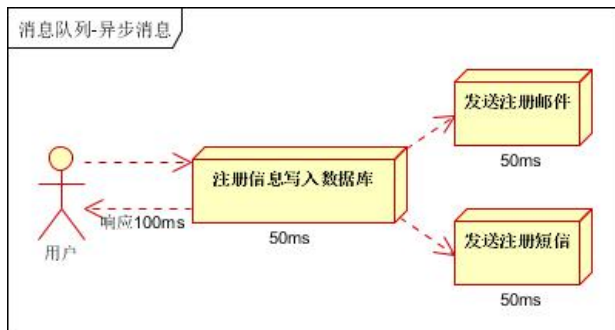 消息队列-异步消息
发送注册邮件
50ms
注册信息写入数据库
响应100ms
50ms
用户
发送注册短信
50ms